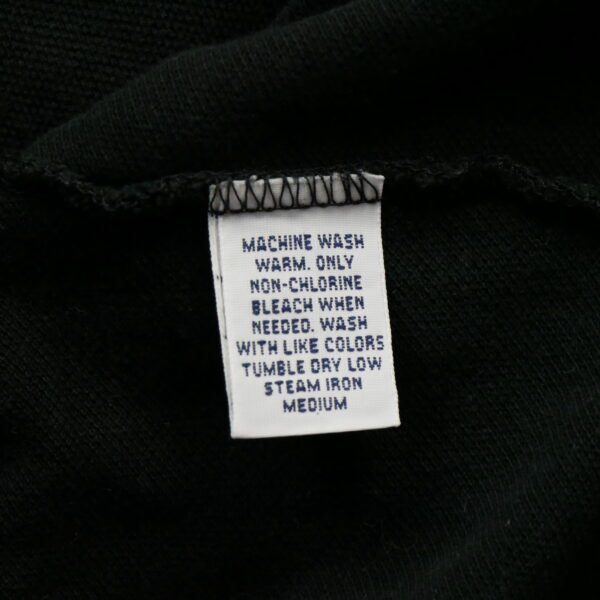 MACHINE WASH
WARM. ONLY
NON-CHLORINE
BLEACH WHEN
NEEDED. WASH
WITH LIKE COLORS
TUMBLE DRY LOW
STEAM IRON
MEDIUM